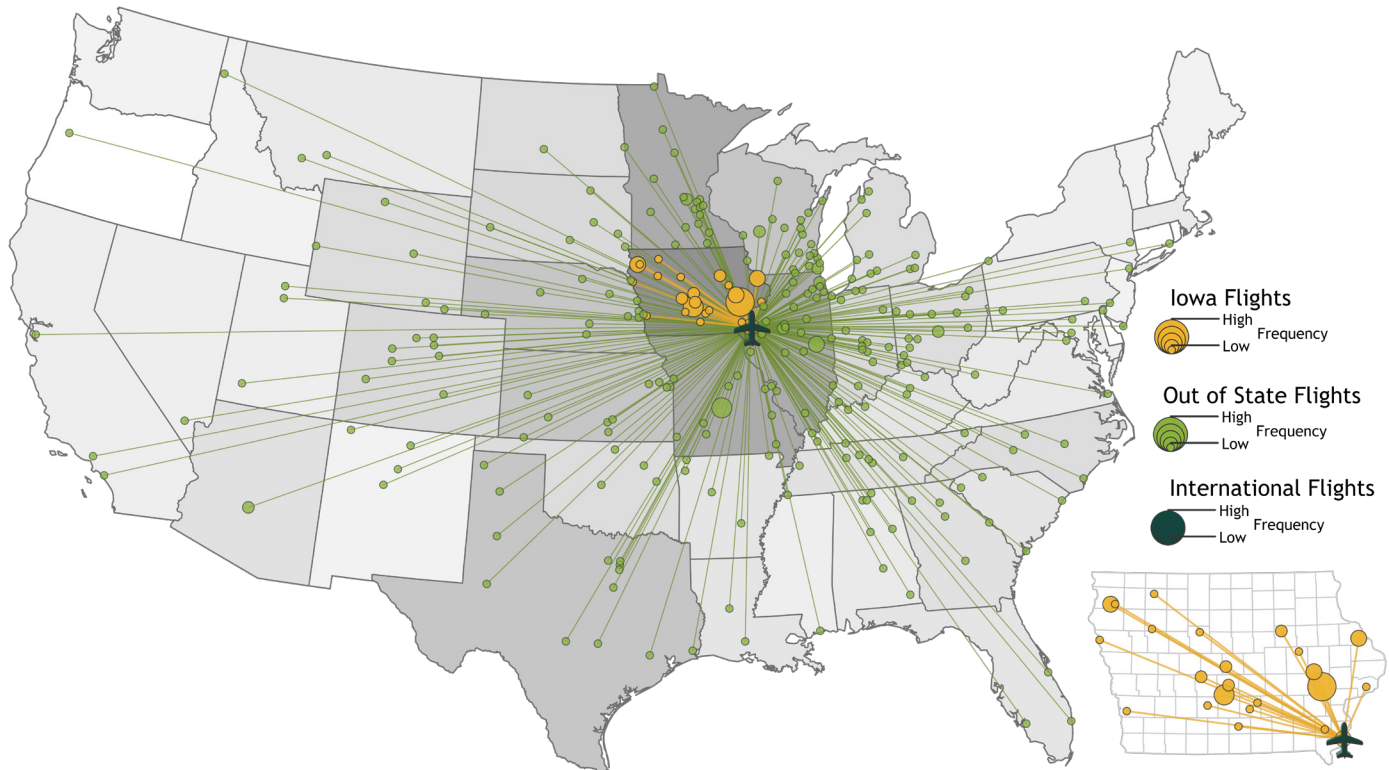 Iowa Flights
High
Frequency
Low
Out of State Flights
High
Frequency
Low
International Flights
High
Frequency
Low